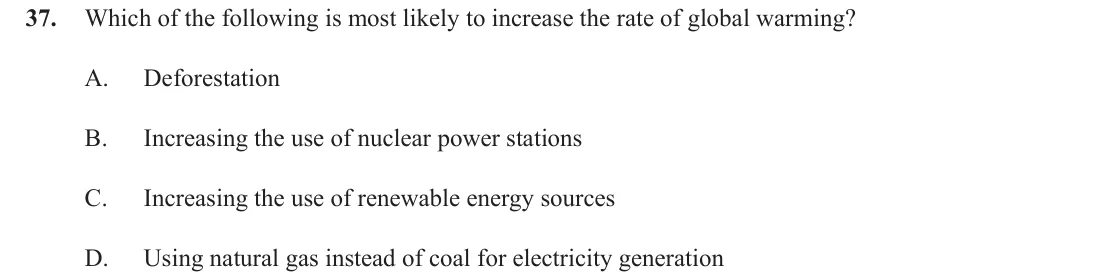 37. Which of the following is most likely to increase the rate of global warming?
A. Deforestation
B. Increasing the use of nuclear power stations
C. Increasing the use of renewable energy sources
D. Using natural gas instead of coal for electricity generation